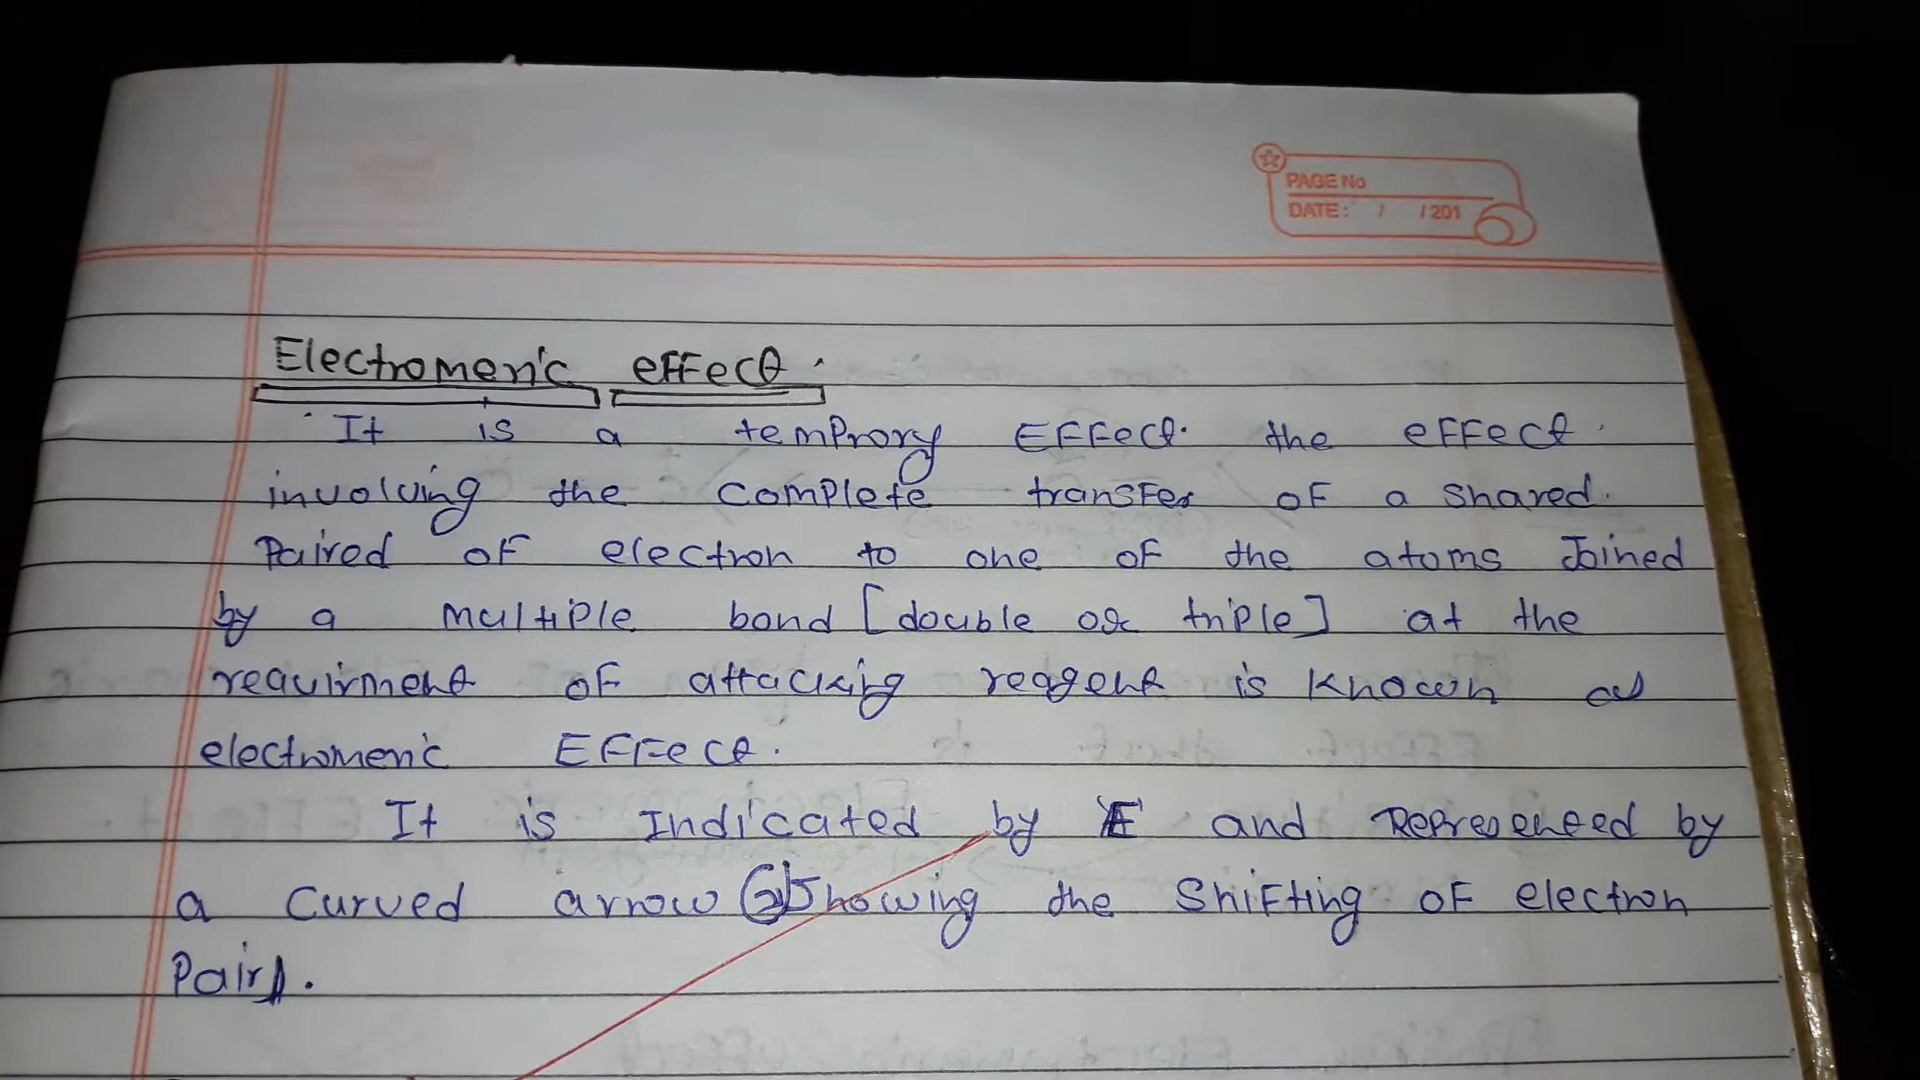 PAGE No
DATE: / /201
Electromeric effect.
It is a temprory Effect. the effect.
involving the complete transfer of a shared.
Paired of electron to one of the atoms Joined
by a multiple bond [double or triple] at the
requirment of attacking reagent is known as
electromeric Effect.
It is Indicated by 'E' and Represented by
a curved arrow showing the shifting of electron
Pair.